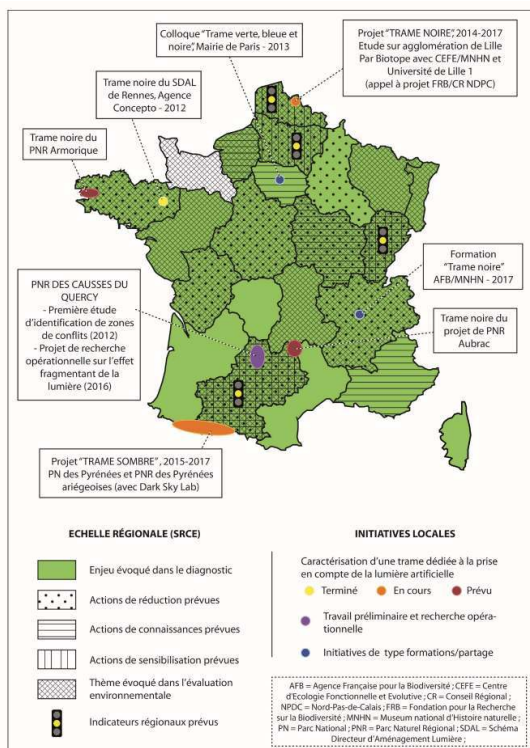 Colloque "Trame verte, bleue et
noire", Mairie de Paris - 2013
Projet "TRAME NOIRE", 2014-2017
Etude sur agglomération de Lille
Par Biotope avec CEFE/MNHN et
Université de Lille 1
(appel à projet FRB/CR NDPC)
Trame noire du SDAL
de Rennes, Agence
Concepto - 2012
Trame noire du
PNR Armorique
Formation
"Trame noire"
AFB/MNHN - 2017
PNR DES CAUSSES DU
QUERCY
- Première étude
d'identification de zones
de conflits (2012)
- Projet de recherche
opérationnelle sur l'effet
fragmentant de la
lumière (2016)
Trame noire du
projet de PNR
Aubrac
Projet "TRAME SOMBRE", 2015-2017
PN des Pyrénées et PNR des Pyrénées
ariégeoises (avec Dark Sky Lab)
ECHELLE RÉGIONALE (SRCE)
Enjeu évoqué dans le diagnostic
Actions de réduction prévues
Actions de connaissances prévues
Actions de sensibilisation prévues
Thème évoqué dans l'évaluation
environnementale
Indicateurs régionaux prévus
INITIATIVES LOCALES
Caractérisation d'une trame dédiée à la prise
en compte de la lumière artificielle
Terminé
En cours
Prévu
Travail préliminaire et recherche opéra-
tionnelle
Initiatives de type formations/partage
AFB = Agence Française pour la Biodiversité ; CEFE = Centre
d'Ecologie Fonctionnelle et Evolutive ; CR = Conseil Régional ;
NPDC = Nord-Pas-de-Calais ; FRB = Fondation pour la Recherche
sur la Biodiversité ; MNHN = Museum national d'Histoire naturelle ;
PN = Parc National ; PNR = Parc Naturel Régional ; SDAL = Schéma
Directeur d'Aménagement Lumière ;